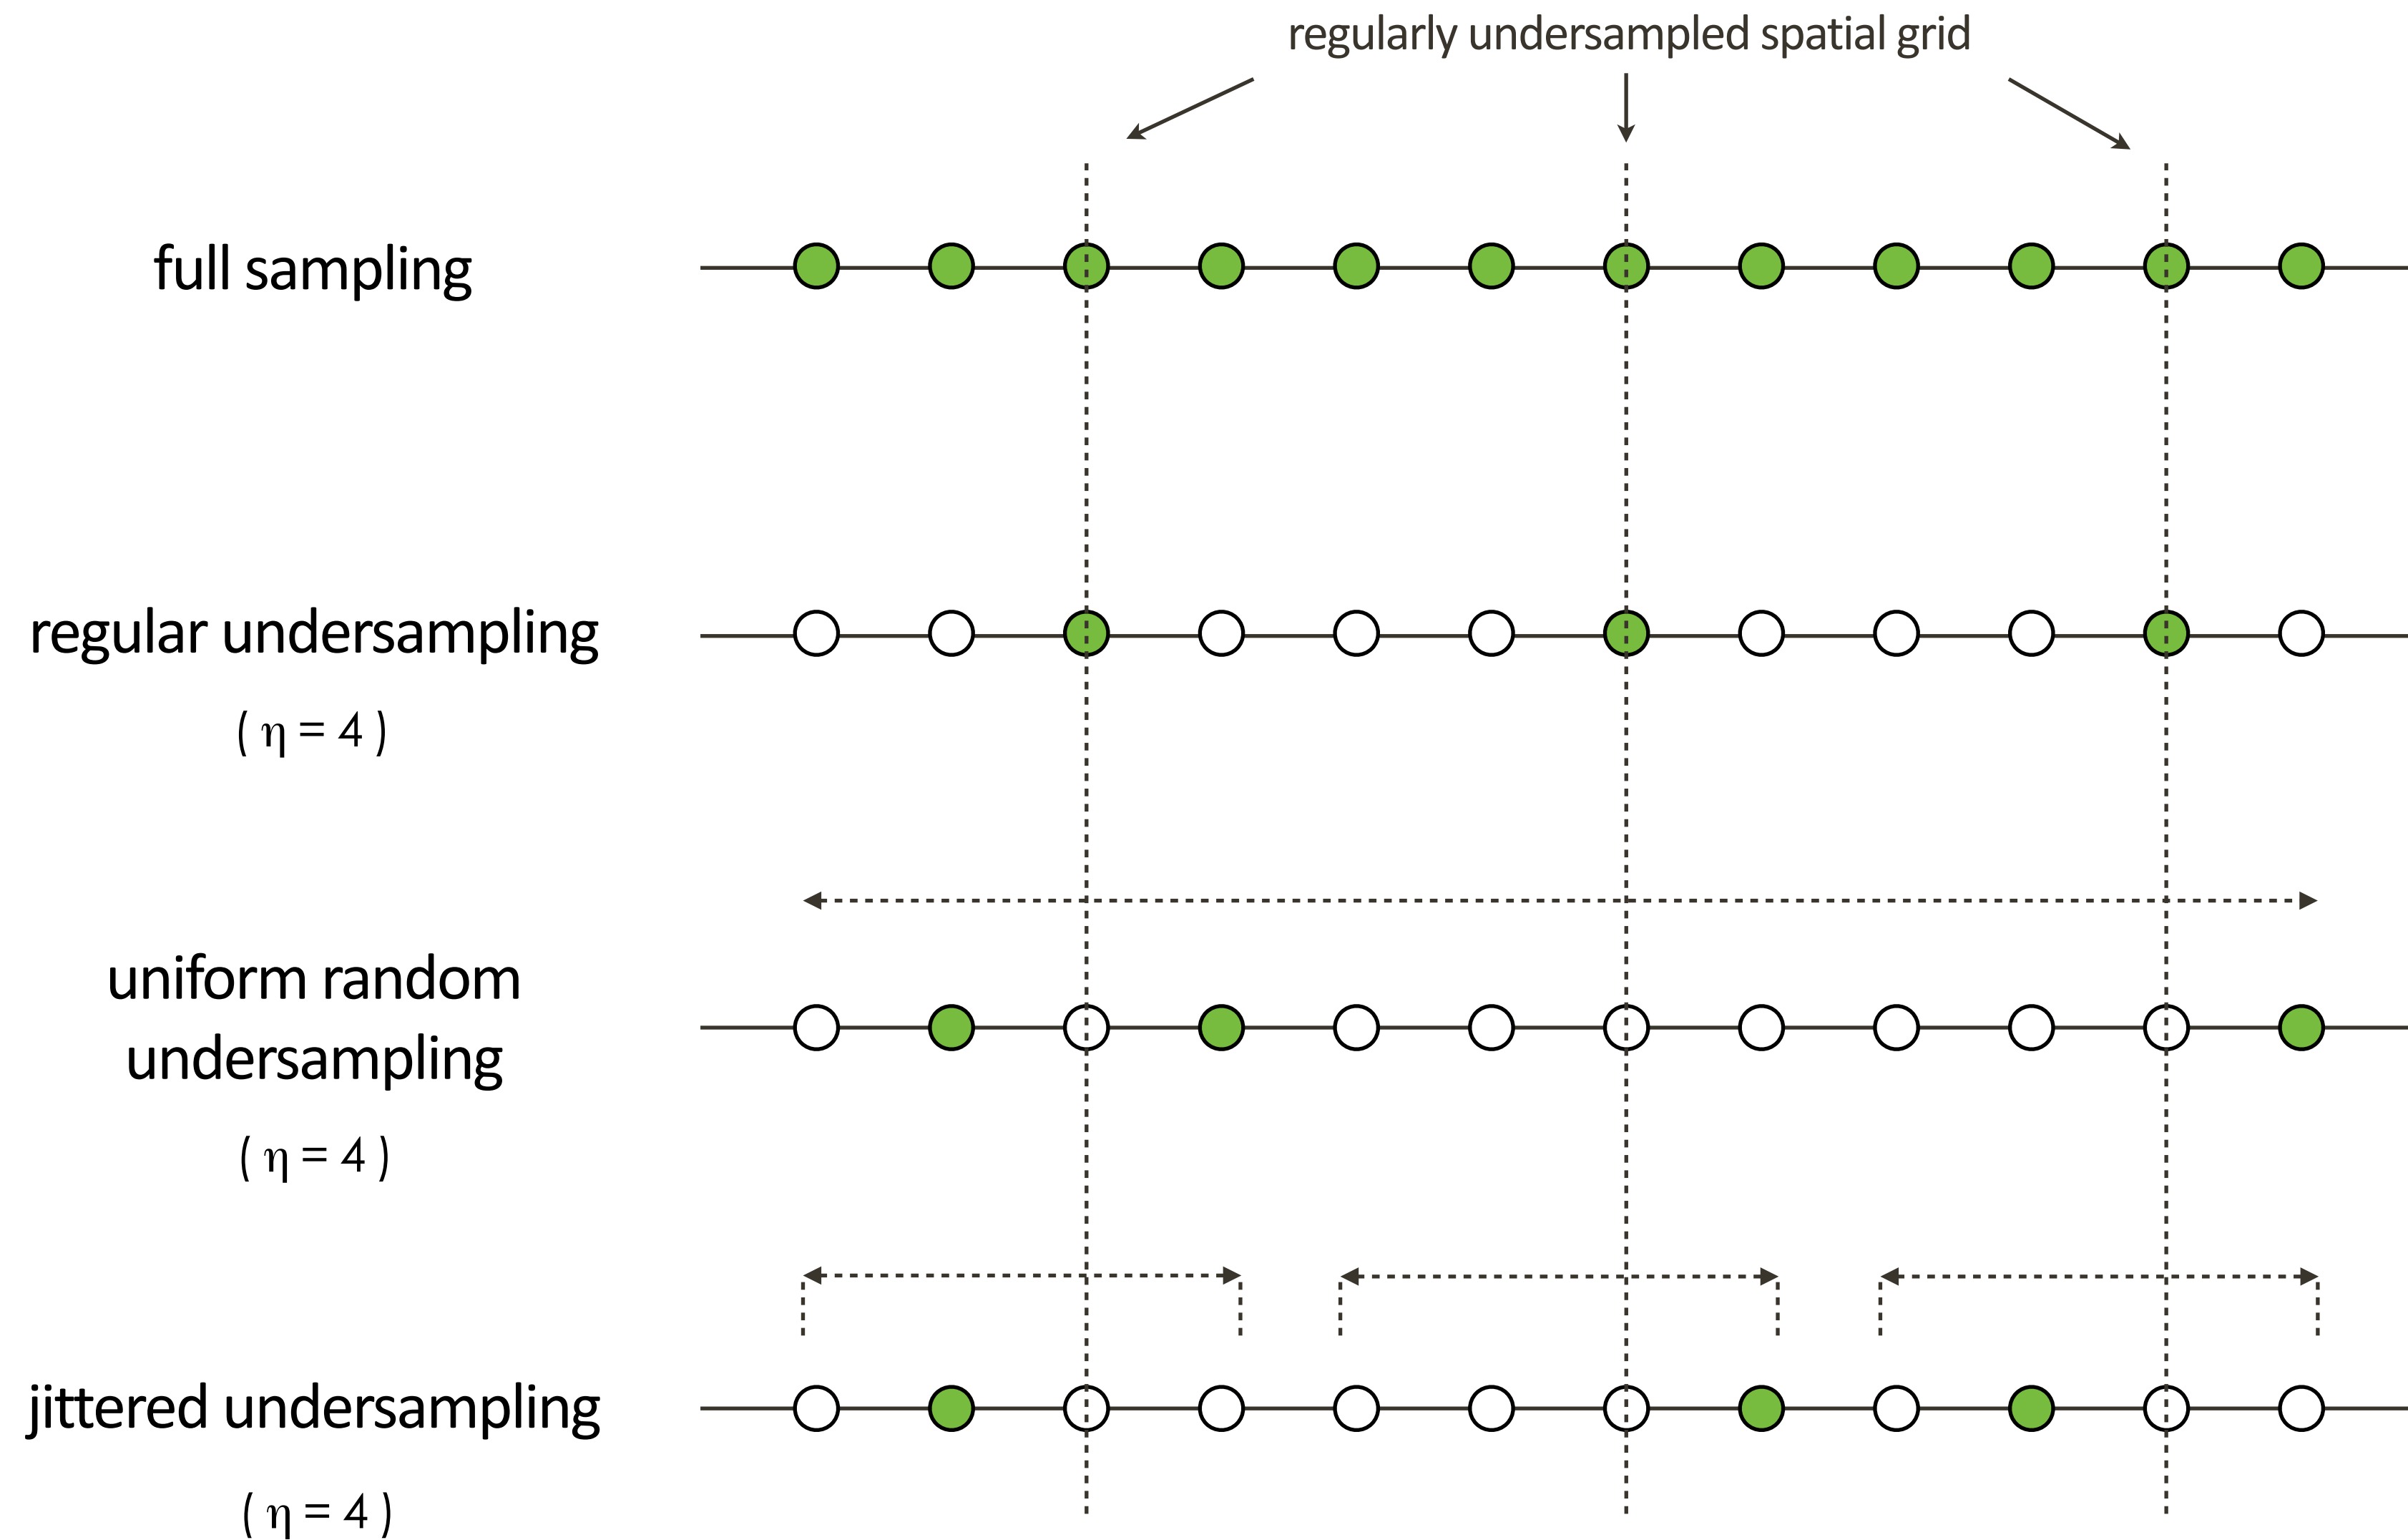 regularly undersampled spatial grid
full sampling
regular undersampling
( η = 4 )
uniform random
undersampling
( η = 4 )
jittered undersampling
( η = 4 )